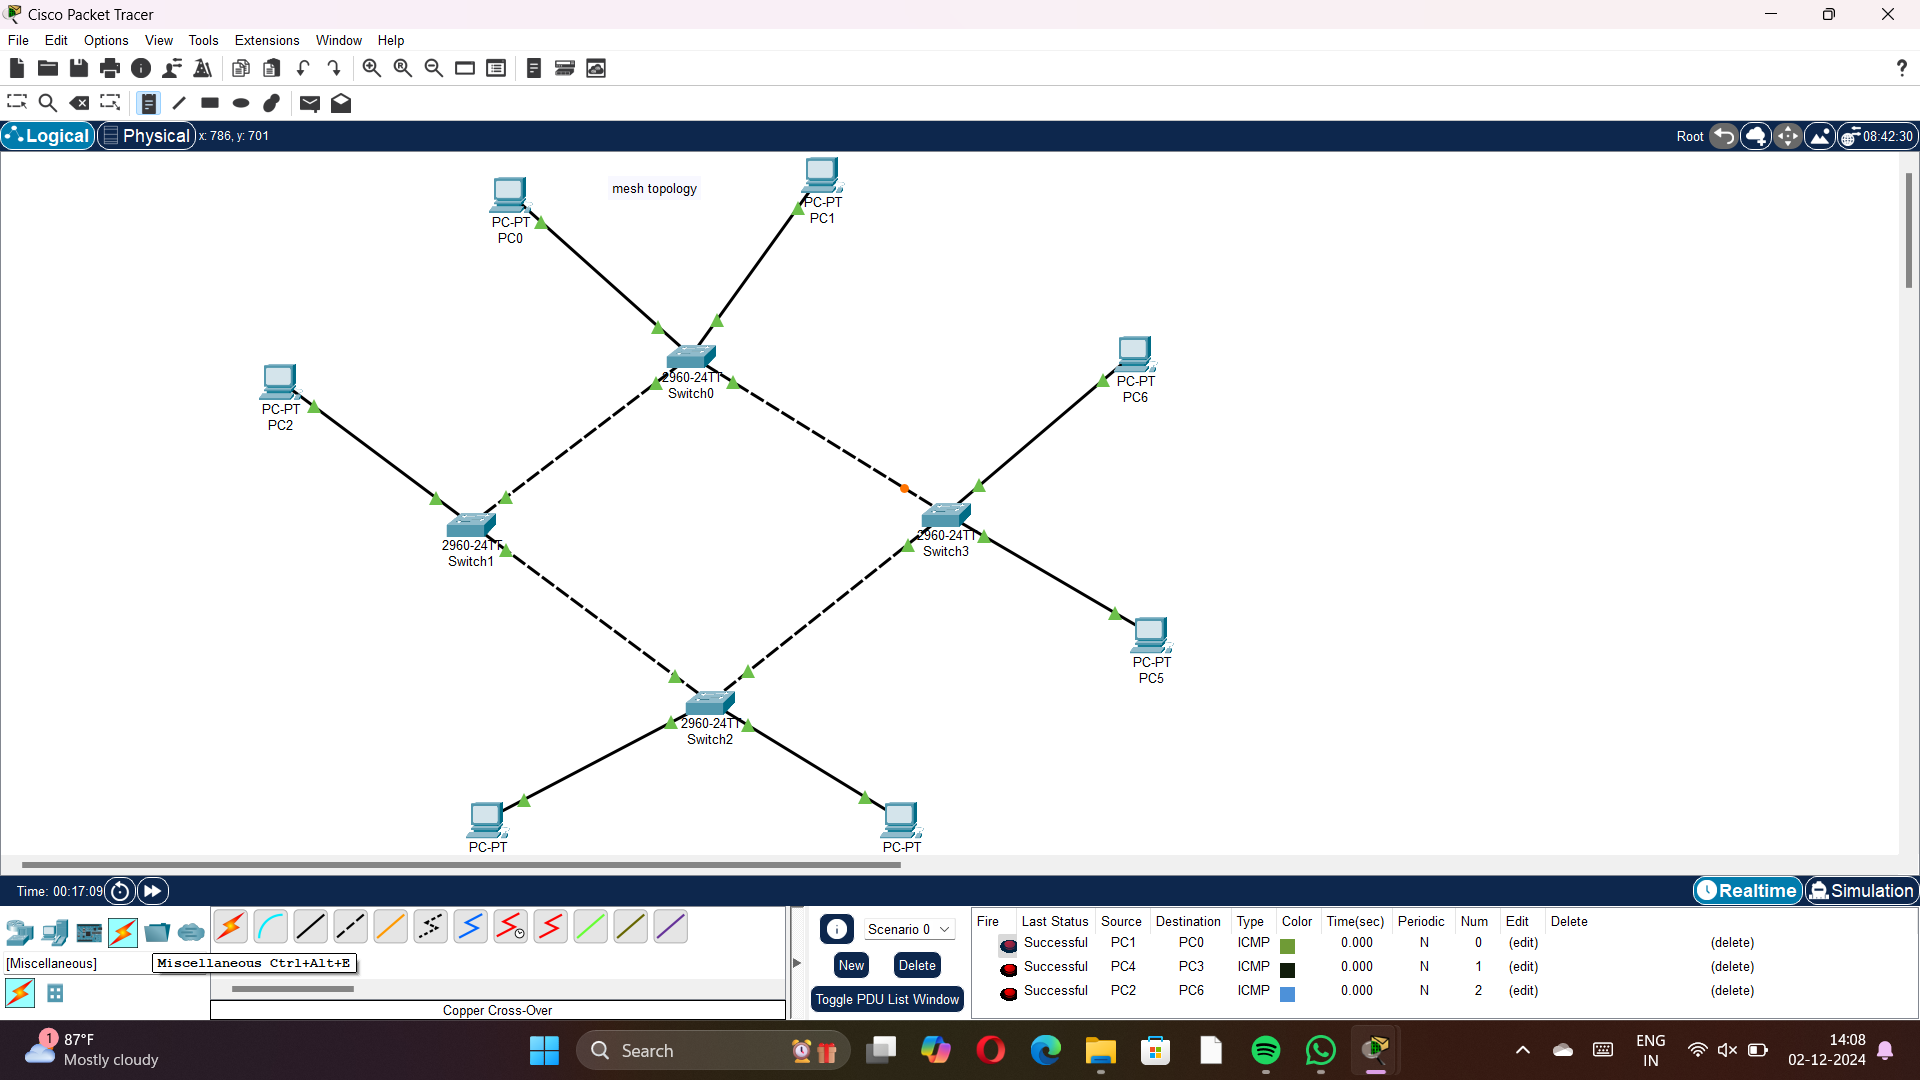 Cisco Packet Tracer
File Edit Options View Tools Extensions Window Help
?
Logical Physical x: 786, y: 701 Root 08:42:30
mesh topology
PC-PT
PC0
PC-PT
PC1
2960-24TT
Switch0
PC-PT
PC2
PC-PT
PC6
2960-24TT
Switch1
2960-24TT
Switch3
PC-PT
PC5
2960-24TT
Switch2
PC-PT
PC-PT
Time: 00:17:09 Realtime Simulation
[Miscellaneous]
Miscellaneous Ctrl+Alt+E
Copper Cross-Over
Scenario 0
New Delete
Toggle PDU List Window
Fire Last Status Source Destination Type Color Time(sec) Periodic Num Edit Delete
Successful PC1 PC0 ICMP 0.000 N 0 (edit) (delete)
Successful PC4 PC3 ICMP 0.000 N 1 (edit) (delete)
Successful PC2 PC6 ICMP 0.000 N 2 (edit) (delete)
1
87°F
Mostly cloudy
Search
ENG
IN
14:08
02-12-2024